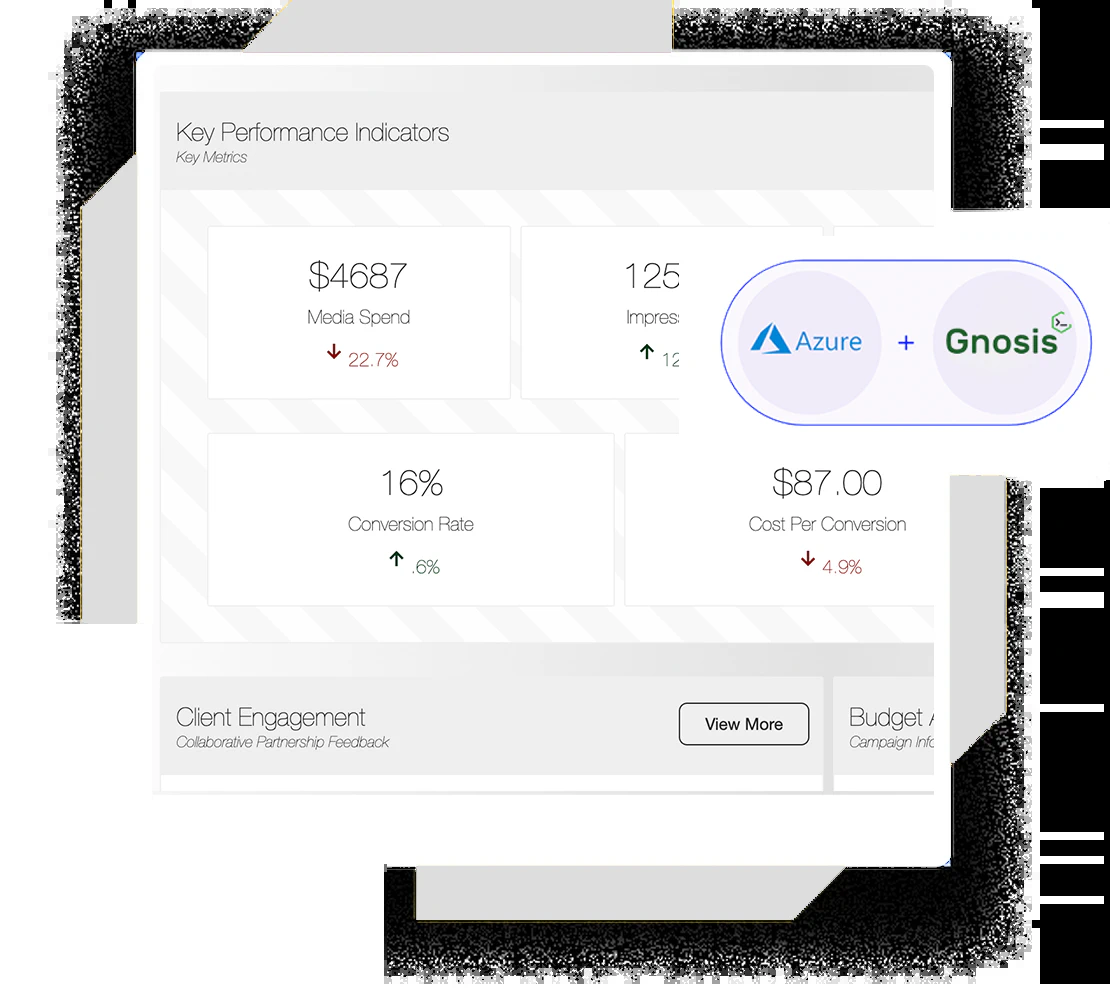 Key Performance Indicators
Key Metrics
$4687
Media Spend
22.7%
125
Impres
12
Azure + Gnosis
16%
Conversion Rate
.6%
$87.00
Cost Per Conversion
4.9%
Client Engagement
Collaborative Partnership Feedback
View More
Budget
Campaign Info